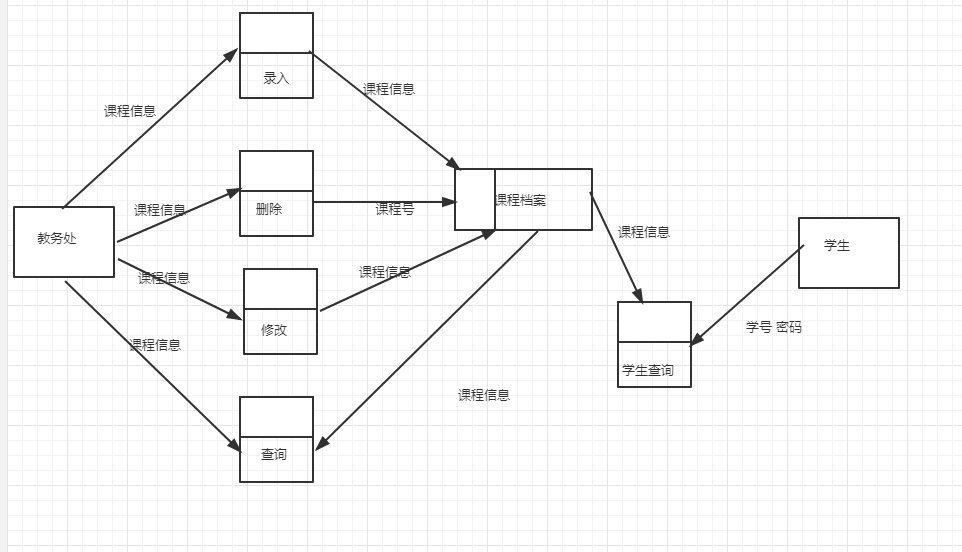 录入
课程信息
课程信息
课程信息
删除
课程号
课程档案
教务处
课程信息
学生
课程信息
课程信息
修改
学号 密码
课程信息
学生查询
课程信息
查询